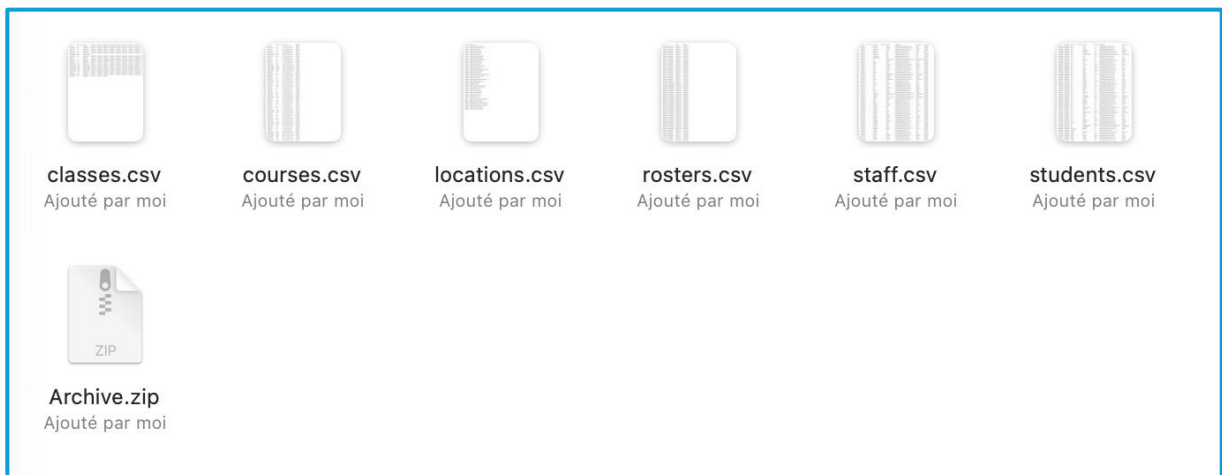 classes.csv
Ajouté par moi
courses.csv
Ajouté par moi
locations.csv
Ajouté par moi
rosters.csv
Ajouté par moi
staff.csv
Ajouté par moi
students.csv
Ajouté par moi
ZIP
Archive.zip
Ajouté par moi